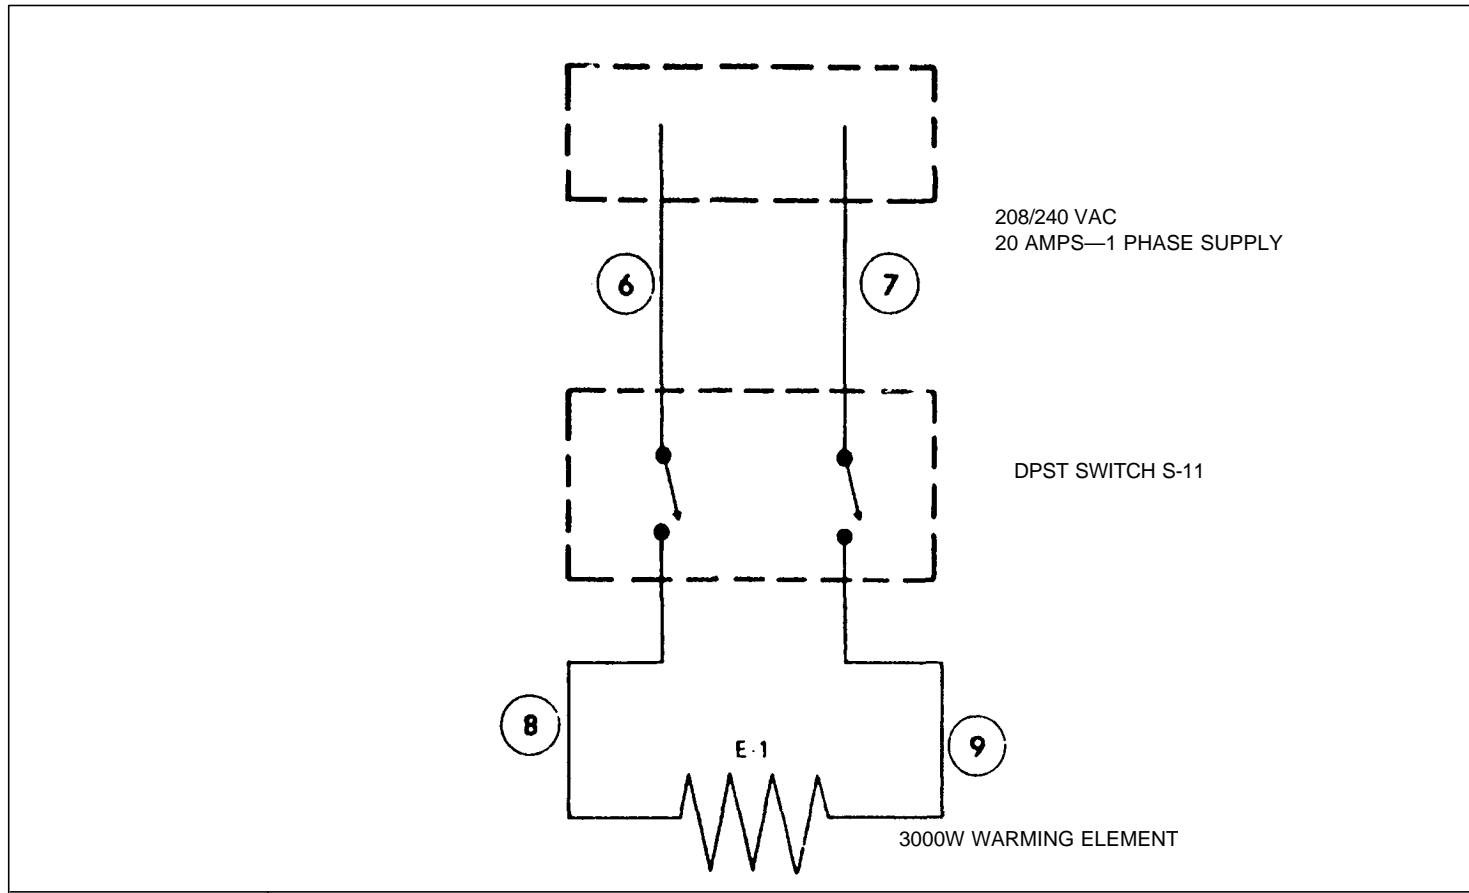 208/240 VAC
20 AMPS—1 PHASE SUPPLY
6
7
DPST SWITCH S-11
8
E-1
9
3000W WARMING ELEMENT